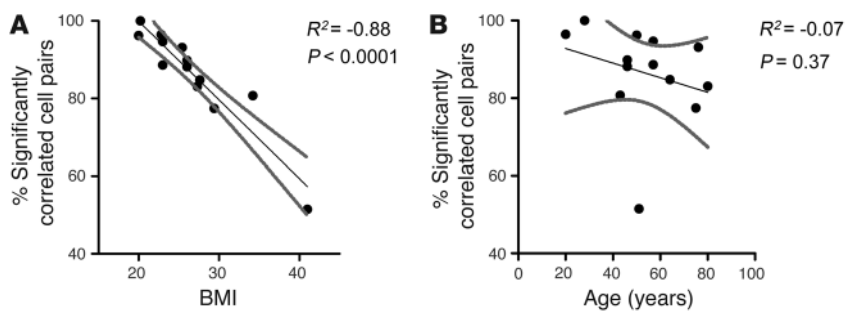 A
R²= -0.88
P < 0.0001
% Significantly
correlated cell pairs
100
80
60
40
20
30
40
BMI
B
R²= -0.07
P = 0.37
% Significantly
correlated cell pairs
100
80
60
40
0
20
40
60
80
100
Age (years)